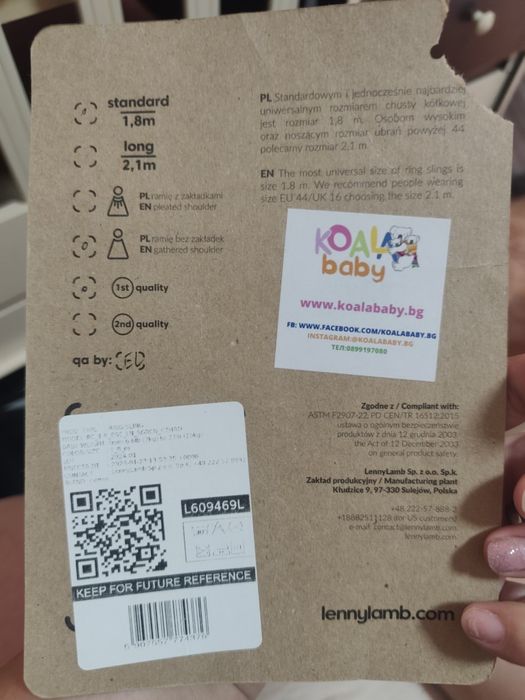 standard
1,8m
long
2,1m
PL ramię z zakładkami
EN pleated shoulder
PL ramię bez zakładek
EN gathered shoulder
1st quality
2nd quality
qa by:
PL Standardowym i jednocześnie najbardziej
uniwersalnym rozmiarem chusty kółkowej
jest rozmiar 1,8 m. Osobom wysokim
oraz noszącym rozmiar ubrań powyżej 44
polecamy rozmiar 2,1 m.
EN The most universal size of ring slings is
size 1.8 m. We recommend people wearing
size EU 44/UK 16 choosing the size 2.1 m.
KOALA
baby
www.koalababy.bg
FB: WWW.FACEBOOK.COM/KOALABABY.BG
INSTAGRAM:@KOALABABY.BG
ТЕЛ:0899197080
Zgodne z / Compliant with:
ASTM F2907-22, PD CEN/TR 16512:2015
ustawa o ogólnym bezpieczeństwie
produktów z dnia 12 grudnia 2003,
the Act of 12 December 2003
on general product safety.
LennyLamb Sp. z o.o. Sp.k.
Zakład produkcyjny / Manufacturing plant
Kłudzice 9, 97-330 Sulejów, Polska
+48 222-57-888-3
+18882511128 (for US customers)
e-mail: contact@lennylamb.com
lennylamb.com
L609469L
KEEP FOR FUTURE REFERENCE
lennylamb.com